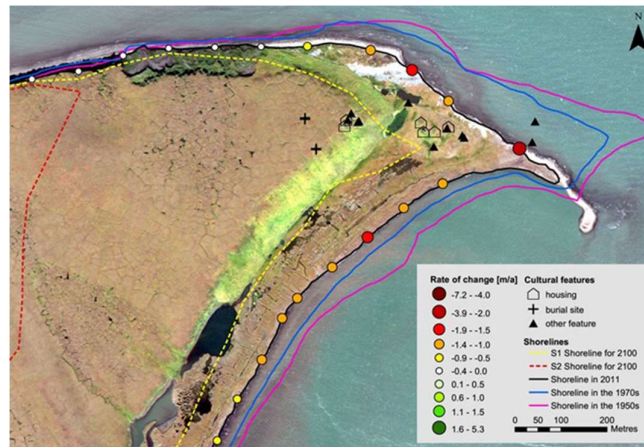 N
Rate of change [m/a]
-7.2 - -4.0
-3.9 - -2.0
-1.9 - -1.5
-1.4 - -1.0
-0.9 - -0.5
-0.4 - 0.0
0.1 - 0.5
0.6 - 1.0
1.1 - 1.5
1.6 - 5.3
Cultural features
housing
burial site
other feature
Shorelines
S1 Shoreline for 2100
S2 Shoreline for 2100
Shoreline in 2011
Shoreline in the 1970s
Shoreline in the 1950s
0 50 100 200
Metres